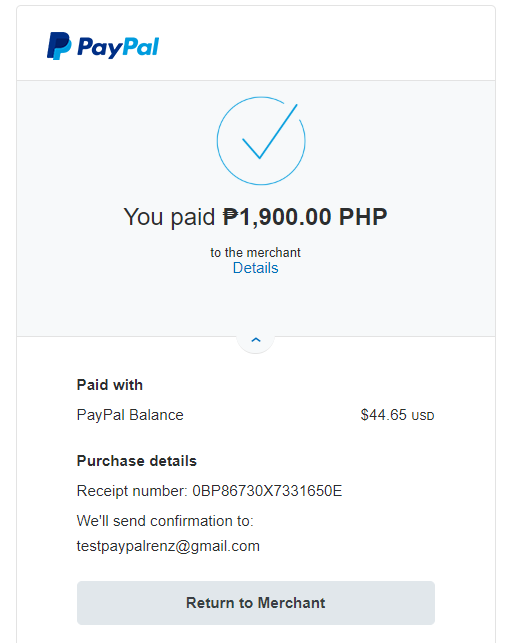 PayPal
You paid ₱1,900.00 PHP
to the merchant
Details
Paid with
PayPal Balance $44.65 USD
Purchase details
Receipt number: 0BP86730X7331650E
We'll send confirmation to:
testpaypalrenz@gmail.com
Return to Merchant